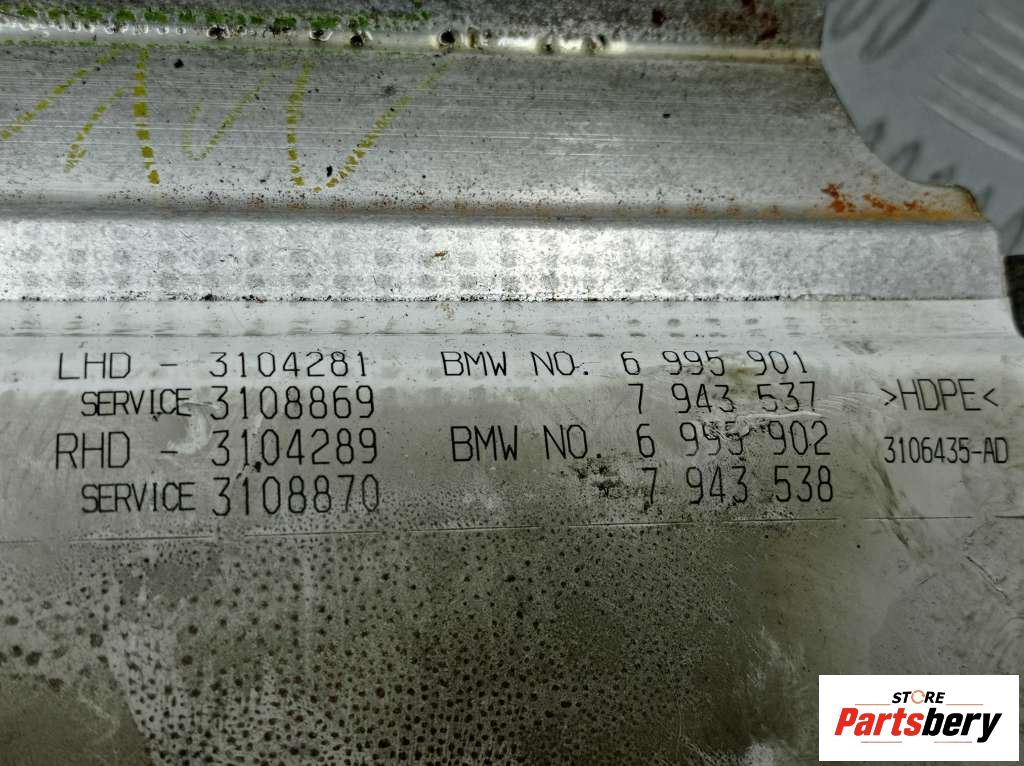 LHD - 3104281 BMW NO. 6 995 901
SERVICE 3108869 7 943 537 >HDPE<
RHD - 3104289 BMW NO. 6 995 902 3106435-AD
SERVICE 3108870 7 943 538
STORE
Partsbery